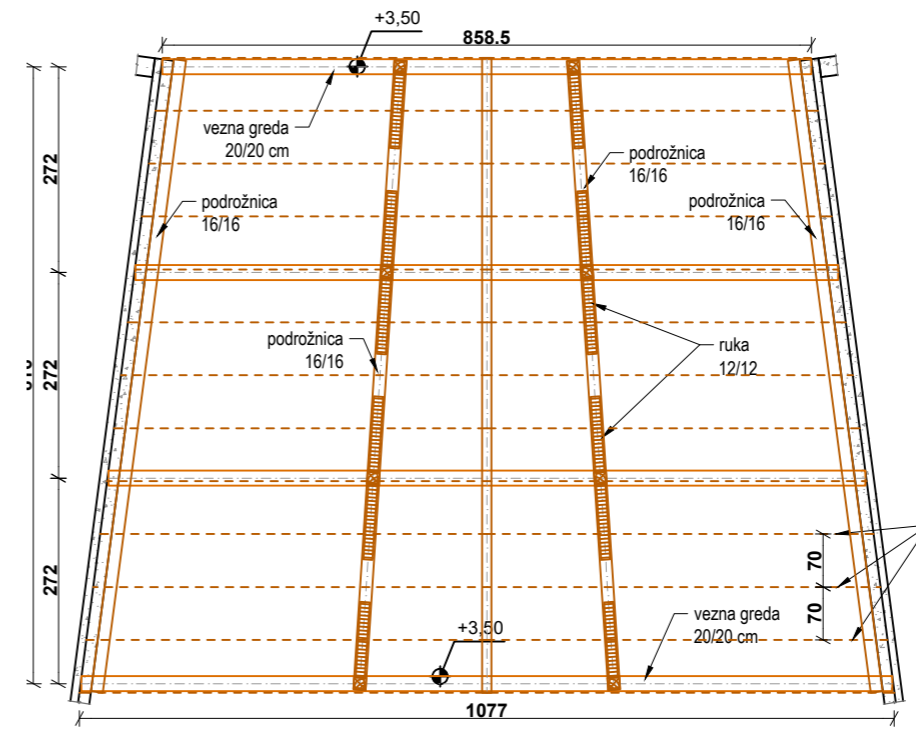 +3,50
858.5
vezna greda
20/20 cm
podrožnica
16/16
272
podrožnica
16/16
podrožnica
16/16
podrožnica
16/16
ruka
12/12
272
272
70
70
+3,50
vezna greda
20/20 cm
1077